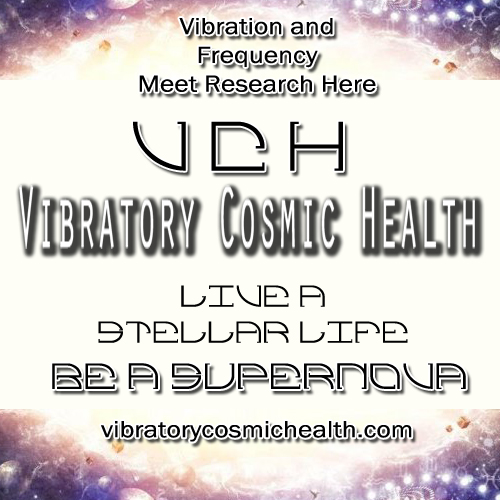 Vibration and
Frequency
Meet Research Here
VCH
Vibratory Cosmic Health
LIVE A
STELLAR LIFE
BE A SUPERNOVA
vibratorycosmichealth.com